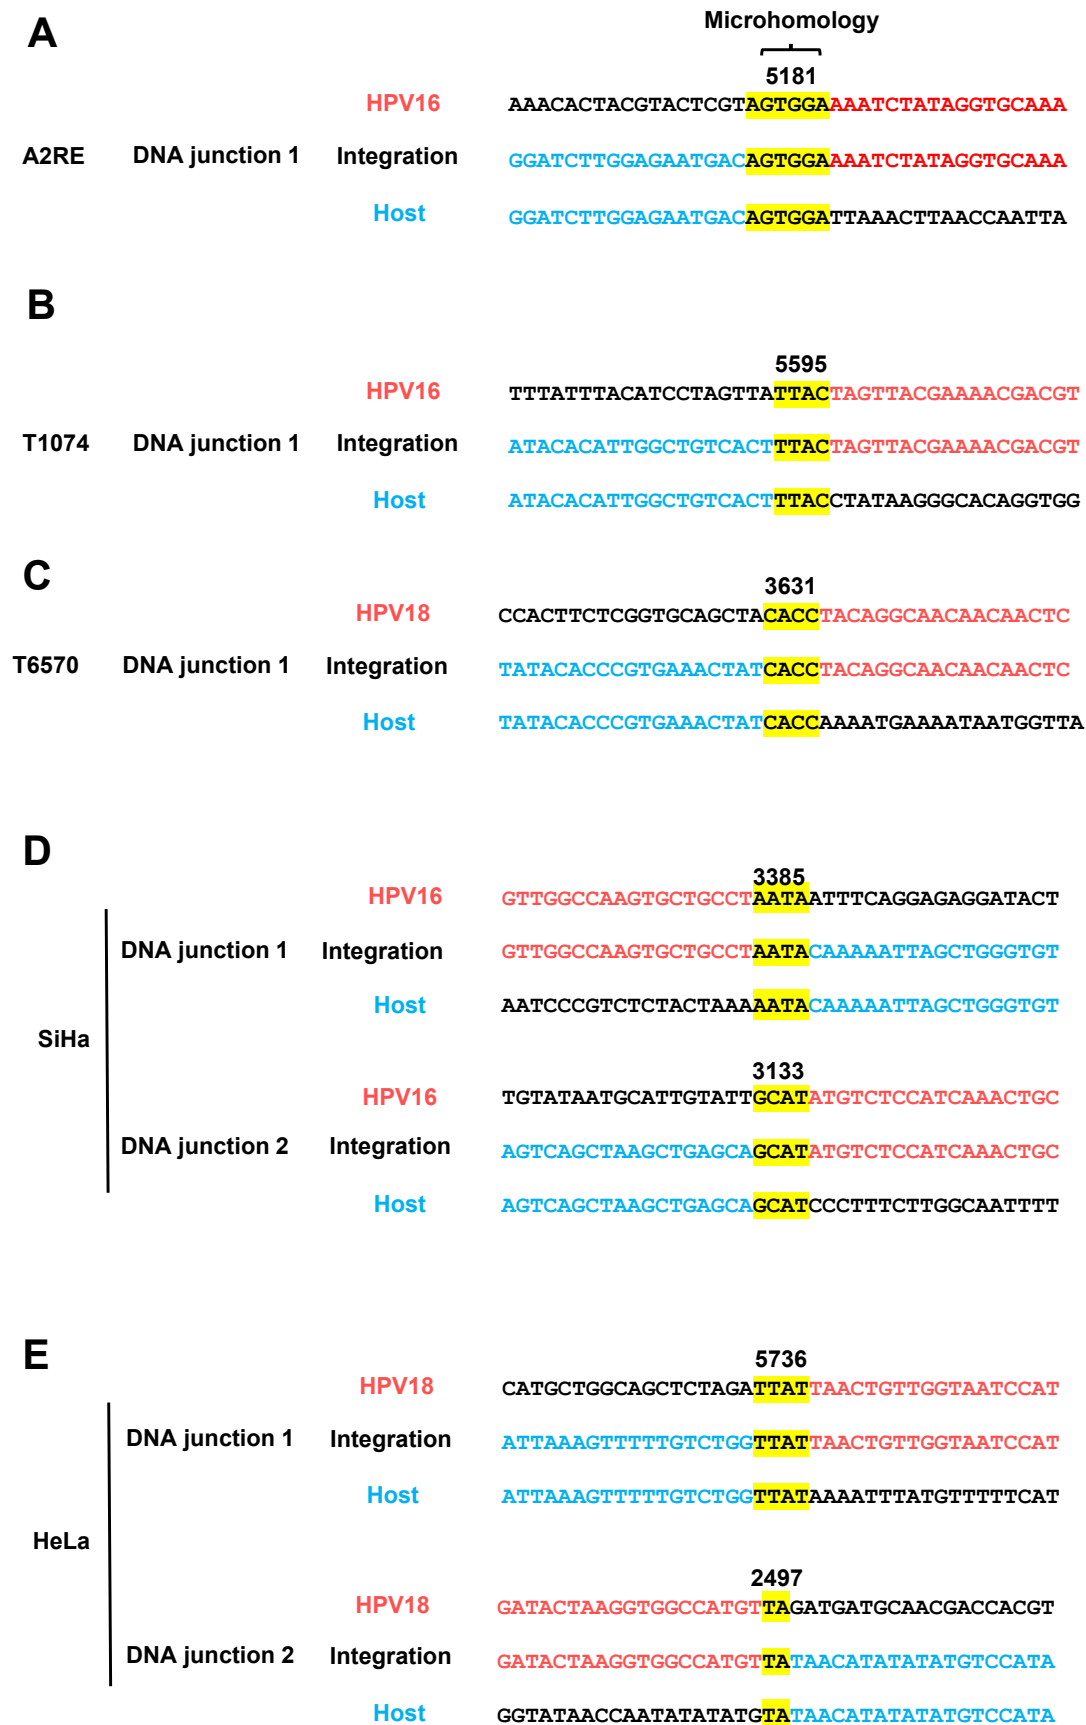 A
Microhomology
5181
HPV16 AAACACTACGTACTCGTAGTGGAAAATCTATAGGTGCAAA
A2RE DNA junction 1 Integration GGATCTTGGAGAATGACAGTGGAAAATCTATAGGTGCAAA
Host GGATCTTGGAGAATGACAGTGGATTAAACTTAACCAATTA
B
5595
HPV16 TTTATTTACATCCTAGTTATTACTAGTTACGAAAACGACGT
T1074 DNA junction 1 Integration ATACACATTGGCTGTCACTTTACTAGTTACGAAAACGACGT
Host ATACACATTGGCTGTCACTTTACCTATAAGGGCACAGGTGG
C
3631
HPV18 CCACTTCTCGGTGCAGCTACACCTACAGGCAACAACAACTC
T6570 DNA junction 1 Integration TATACACCCGTGAAACTATCACCTACAGGCAACAACAACTC
Host TATACACCCGTGAAACTATCACCAAAATGAAAATAATGGTTA
D
3385
HPV16 GTTGGCCAAGTGCTGCCTAATAATTTCAGGAGAGGATACT
DNA junction 1 Integration GTTGGCCAAGTGCTGCCTAATACAAAAATTAGCTGGGTGT
Host AATCCCGTCTCTACTAAAAATACAAAAATTAGCTGGGTGT
SiHa
3133
HPV16 TGTATAATGCATTGTATTGCATATGTCTCCATCAAACTGC
DNA junction 2 Integration AGTCAGCTAAGCTGAGCAGCATATGTCTCCATCAAACTGC
Host AGTCAGCTAAGCTGAGCAGCATCCCTTTCTTGGCAATTTT
E
5736
HPV18 CATGCTGGCAGCTCTAGATTATTAACTGTTGGTAATCCAT
DNA junction 1 Integration ATTAAAGTTTTTGTCTGGTTATTAACTGTTGGTAATCCAT
Host ATTAAAGTTTTTGTCTGGTTATAAAATTTATGTTTTTCAT
HeLa
2497
HPV18 GATACTAAGGTGGCCATGTTAGATGATGCAACGACCACGT
DNA junction 2 Integration GATACTAAGGTGGCCATGTTATAACATATATATGTCCATA
Host GGTATAACCAATATATATGTATAACATATATATGTCCATA